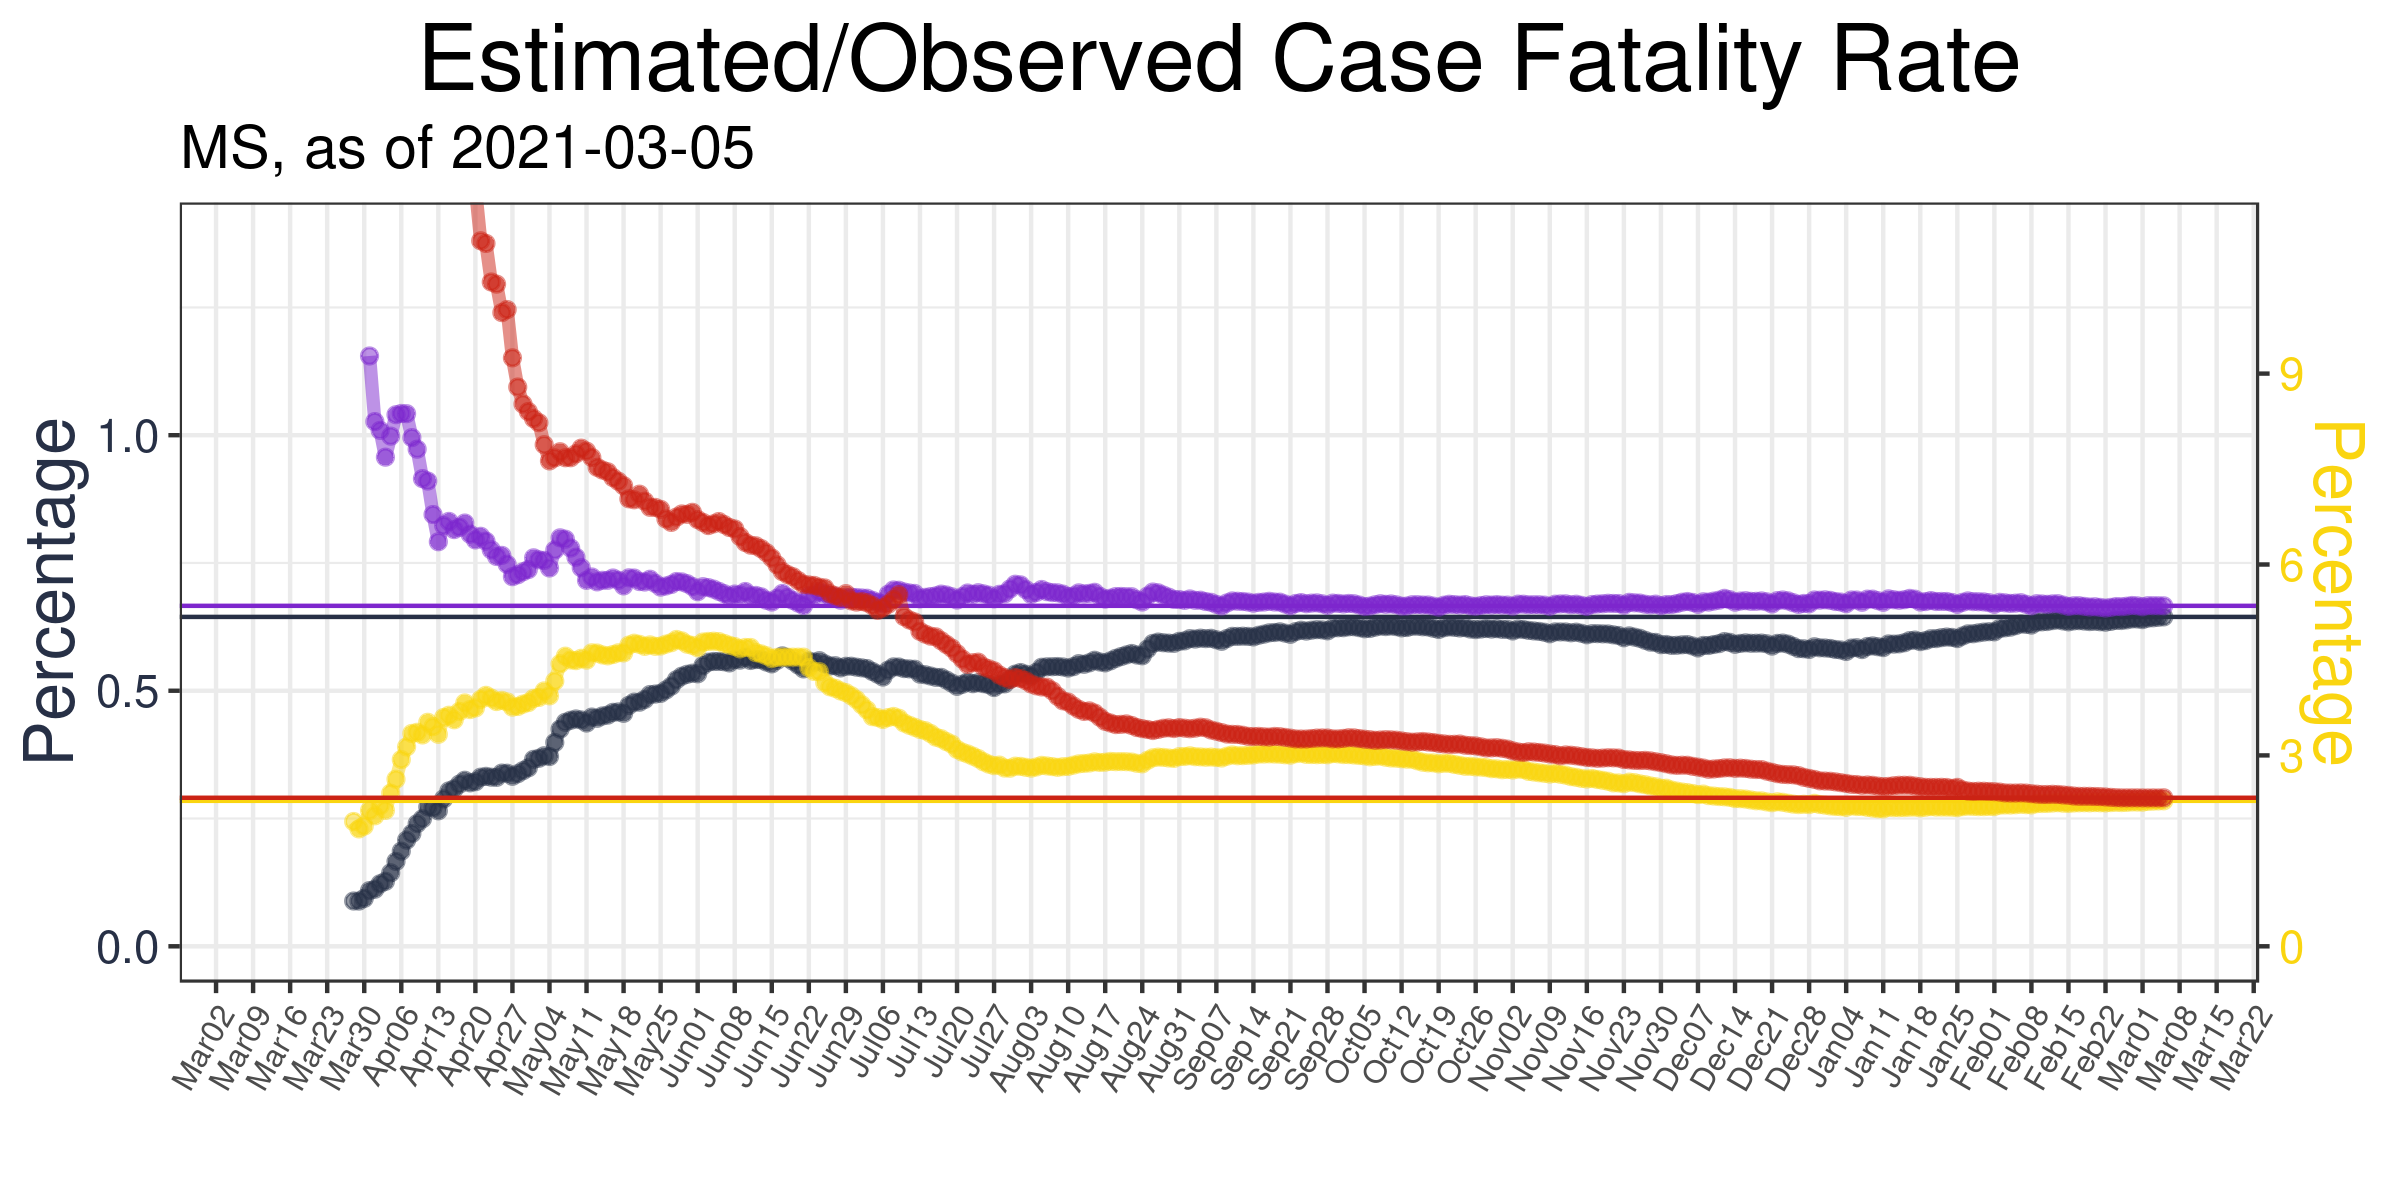 Estimated/Observed Case Fatality Rate
MS, as of 2021-03-05
Percentage
1.0
0.5
0.0
9
6
3
0
Percentage
Mar02
Mar09
Mar16
Mar23
Mar30
Apr06
Apr13
Apr20
Apr27
May04
May11
May18
May25
Jun01
Jun08
Jun15
Jun22
Jun29
Jul06
Jul13
Jul20
Jul27
Aug03
Aug10
Aug17
Aug24
Aug31
Sep07
Sep14
Sep21
Sep28
Oct05
Oct12
Oct19
Oct26
Nov02
Nov09
Nov16
Nov23
Nov30
Dec07
Dec14
Dec21
Dec28
Jan04
Jan11
Jan18
Jan25
Feb01
Feb08
Feb15
Feb22
Mar01
Mar08
Mar15
Mar22